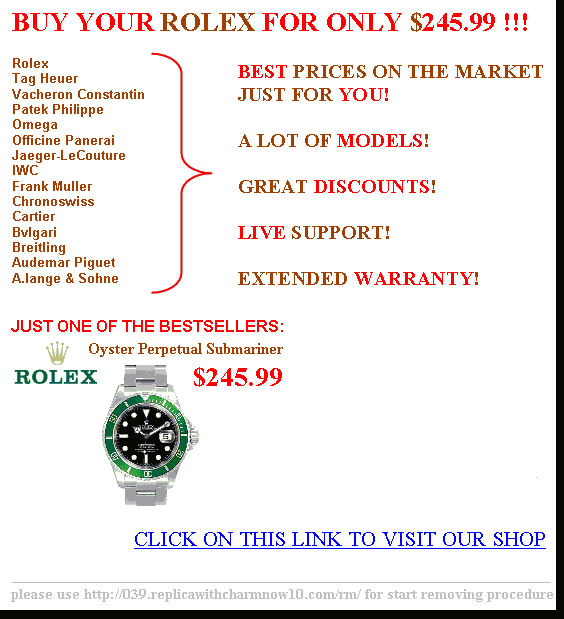 BUY YOUR ROLEX FOR ONLY $245.99 !!!
Rolex
Tag Heuer
Vacheron Constantin
Patek Philippe
Omega
Officine Panerai
Jaeger-LeCouture
IWC
Frank Muller
Chronoswiss
Cartier
Bvlgari
Breitling
Audemar Piguet
A.lange & Sohne
BEST PRICES ON THE MARKET
JUST FOR YOU!
A LOT OF MODELS!
GREAT DISCOUNTS!
LIVE SUPPORT!
EXTENDED WARRANTY!
JUST ONE OF THE BESTSELLERS:
Oyster Perpetual Submariner
ROLEX
$245.99
CLICK ON THIS LINK TO VISIT OUR SHOP
please use http://039.replicawithcharmnow10.com/rm/ for start removing procedure